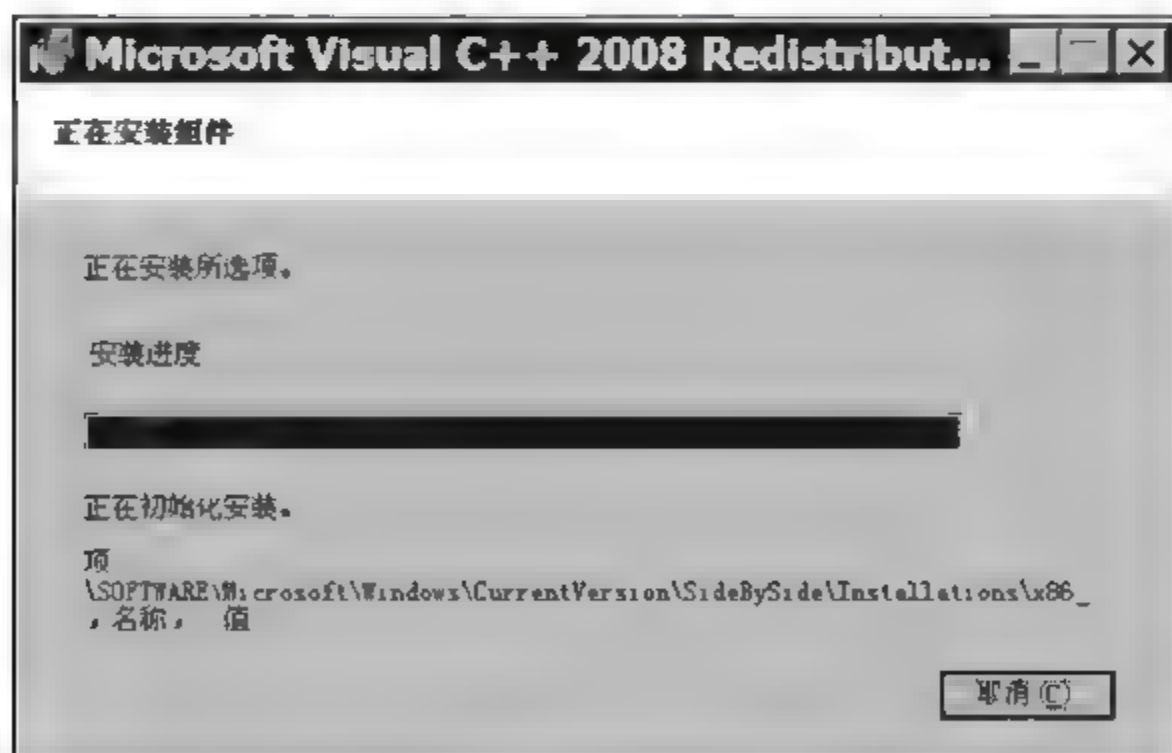 Microsoft Visual C++ 2008 Redistribut...
正在安装组件
正在安装所选项。
安装进度
正在初始化安装。
项
\SOFTWARE\Microsoft\Windows\CurrentVersion\SideBySide\Installations\x86_
，名称， 值
取消(C)